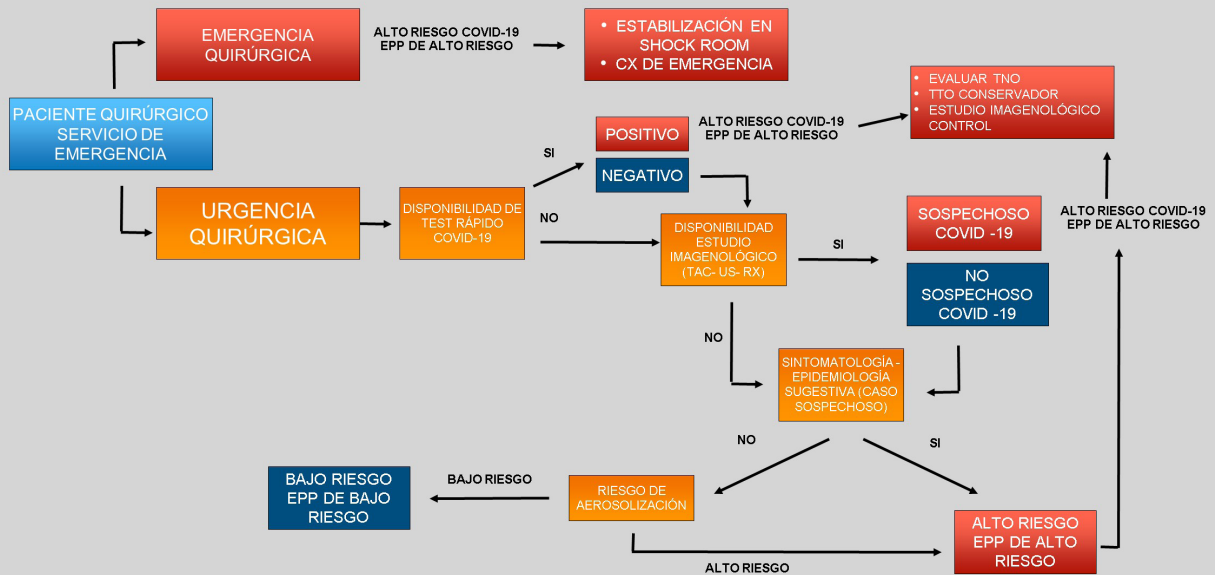 EMERGENCIA
QUIRÚRGICA
ALTO RIESGO COVID-19
EPP DE ALTO RIESGO
• ESTABILIZACIÓN EN
SHOCK ROOM
• CX DE EMERGENCIA
PACIENTE QUIRÚRGICO
SERVICIO DE
EMERGENCIA
• EVALUAR TNO
• TTO CONSERVADOR
• ESTUDIO IMAGENOLÓGICO
CONTROL
ALTO RIESGO COVID-19
EPP DE ALTO RIESGO
POSITIVO
SI
NEGATIVO
URGENCIA
QUIRÚRGICA
DISPONIBILIDAD DE
TEST RÁPIDO
COVID-19
NO
DISPONIBILIDAD
ESTUDIO
IMAGENOLÓGICO
(TAC- US- RX)
SI
SOSPECHOSO
COVID -19
NO
SOSPECHOSO
COVID -19
ALTO RIESGO COVID-19
EPP DE ALTO RIESGO
NO
SINTOMATOLOGÍA -
EPIDEMIOLOGÍA
SUGESTIVA (CASO
SOSPECHOSO)
NO
SI
BAJO RIESGO
EPP DE BAJO
RIESGO
BAJO RIESGO
RIESGO DE
AEROSOLIZACIÓN
ALTO RIESGO
EPP DE ALTO
RIESGO
ALTO RIESGO